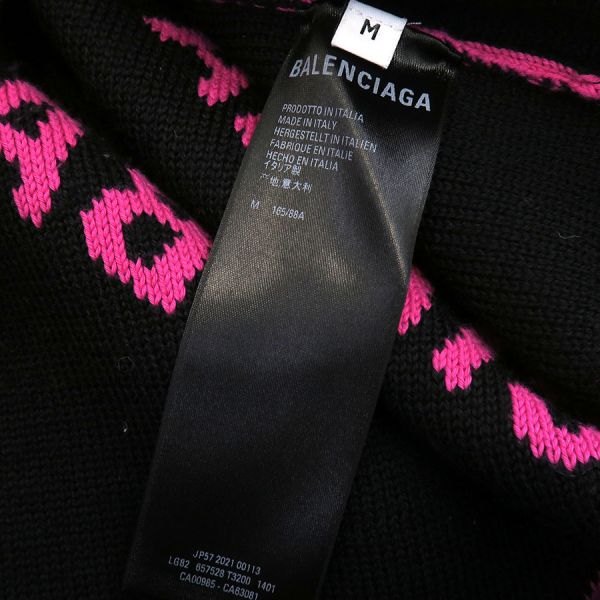 M
BALENCIAGA
PRODOTTO IN ITALIA
MADE IN ITALY
HERGESTELLT IN ITALIEN
FABRIQUE EN ITALIE
HECHO EN ITALIA
イタリア製
产地:意大利
M 165/88A
JP57 2021 00113
LG82 657528 T3200 1401
CA00985 - CA63081